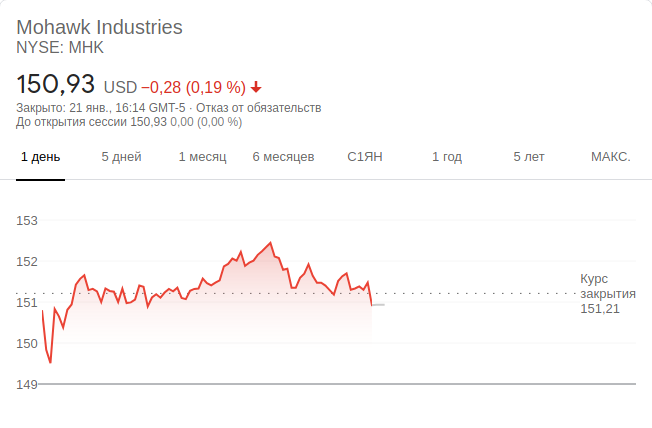 Mohawk Industries
NYSE: MHK
150,93 USD −0,28 (0,19 %)
Закрыто: 21 янв., 16:14 GMT-5 · Отказ от обязательств
До открытия сессии 150,93 0,00 (0,00 %)
1 день 5 дней 1 месяц 6 месяцев С1ЯН 1 год 5 лет МАКС.
153
152
Курс
закрытия
151,21
151
150
149